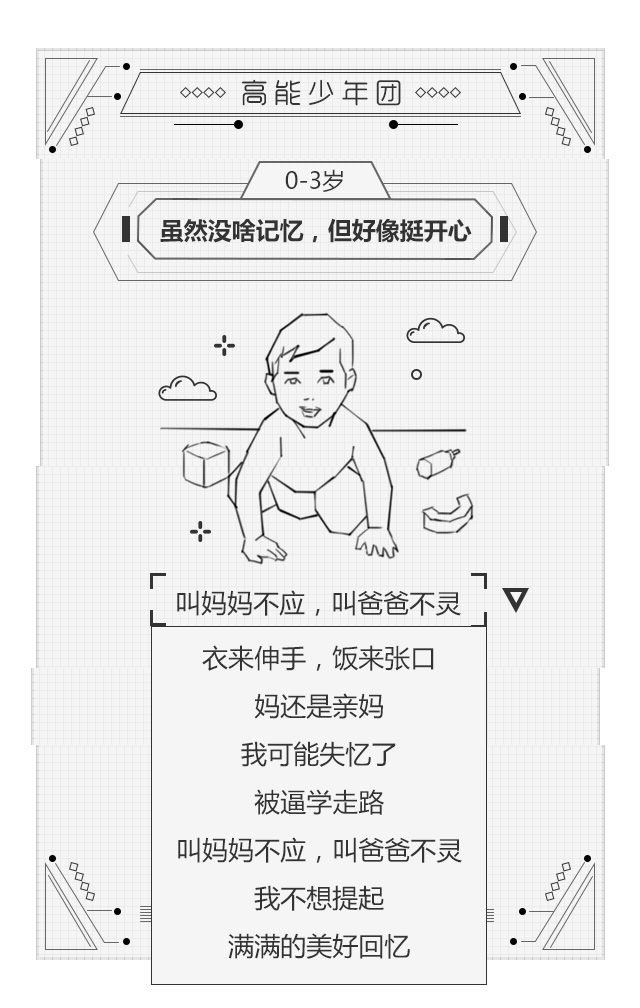 高能少年团
0-3岁
虽然没啥记忆，但好像挺开心
叫妈妈不应，叫爸爸不灵
衣来伸手，饭来张口
妈还是亲妈
我可能失忆了
被逼学走路
叫妈妈不应，叫爸爸不灵
我不想提起
满满的美好回忆